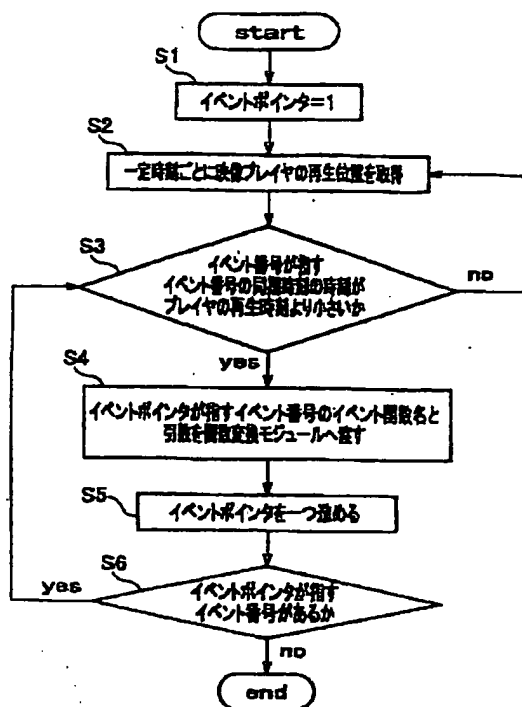 start
S1
イベントポインタ=1
S2
一定時刻ごとに映像プレイヤの再生位置を取得
S3
イベント番号が指す
イベント番号の同期時刻の時刻が
プレイヤの再生時刻より小さいか
no
yes
S4
イベントポインタが指すイベント番号のイベント関数名と
引数を関数変換モジュールへ渡す
S5
イベントポインタを一つ進める
S6
イベントポインタが指す
イベント番号があるか
yes
no
end